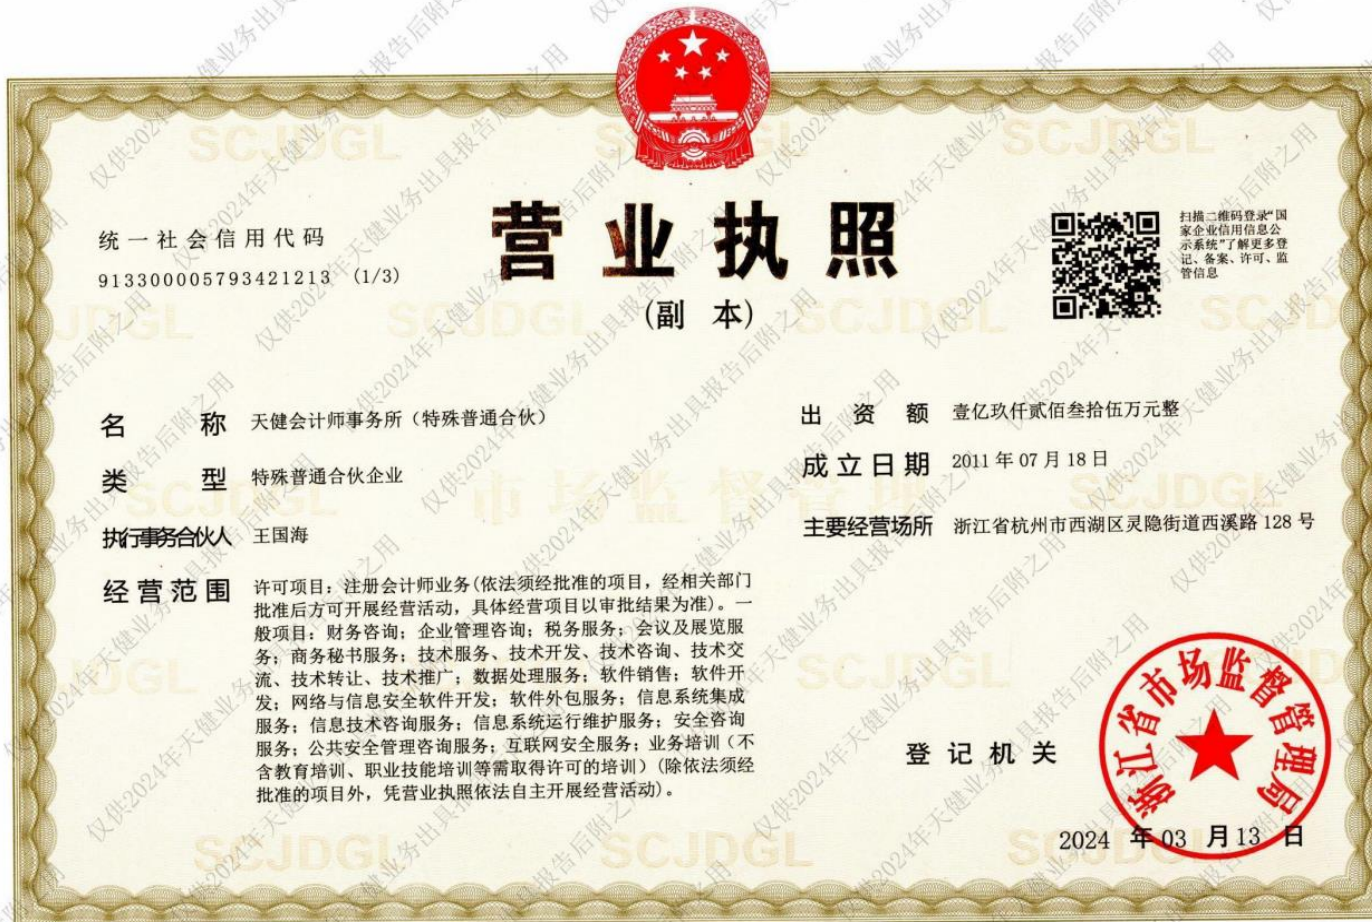 营业执照
(副 本)
统一社会信用代码
913300005793421213 (1/3)
扫描二维码登录“国
家企业信用信息公
示系统”了解更多登
记、备案、许可、监
管信息
名 称 天健会计师事务所（特殊普通合伙）
类 型 特殊普通合伙企业
执行事务合伙人 王国海
经营范围 许可项目：注册会计师业务(依法须经批准的项目，经相关部门
批准后方可开展经营活动，具体经营项目以审批结果为准)。一
般项目：财务咨询；企业管理咨询；税务服务；会议及展览服
务；商务秘书服务；技术服务、技术开发、技术咨询、技术交
流、技术转让、技术推广；数据处理服务；软件销售；软件开
发；网络与信息安全软件开发；软件外包服务；信息系统集成
服务；信息技术咨询服务；信息系统运行维护服务；安全咨询
服务；公共安全管理咨询服务；互联网安全服务；业务培训（不
含教育培训、职业技能培训等需取得许可的培训）(除依法须经
批准的项目外，凭营业执照依法自主开展经营活动)。
出 资 额 壹亿玖仟贰佰叁拾伍万元整
成立日期 2011 年 07 月 18 日
主要经营场所 浙江省杭州市西湖区灵隐街道西溪路 128 号
登记机关
浙江省市场监督管理局
2024 年 03 月 13 日
市场监督管理
SCJDGL
仅供2024年天健业务出具报告后附之用